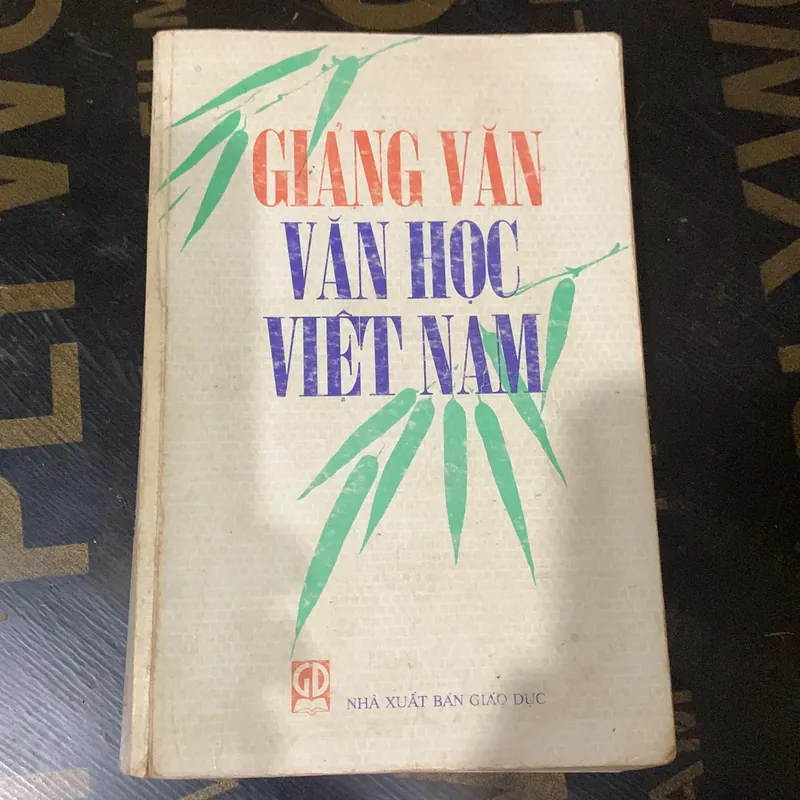 GIẢNG VĂN
VĂN HỌC
VIỆT NAM
GD
NHÀ XUẤT BẢN GIÁO DỤC